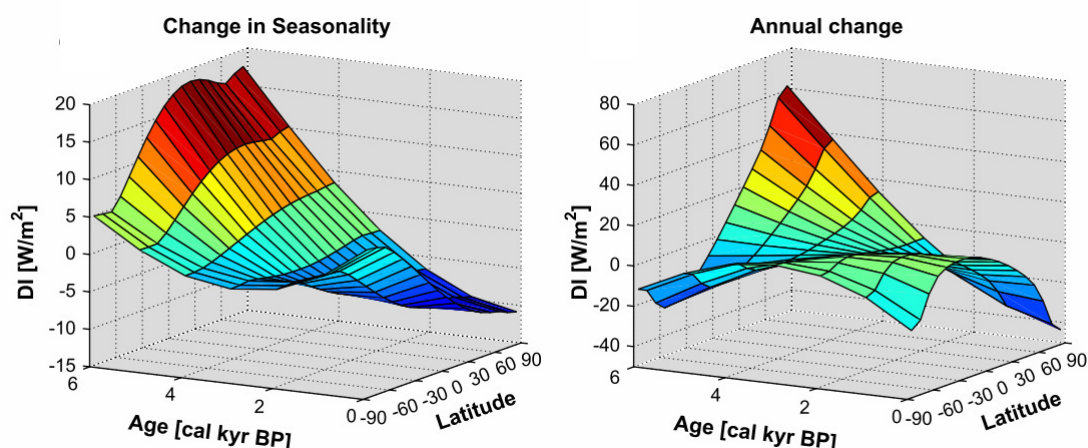 Change in Seasonality
20
15
10
5
0
-5
-10
-15
DI [W/m²]
6
4
2
0
Age [cal kyr BP]
-90 -60 -30 0 30 60 90
Latitude
Annual change
80
60
40
20
0
-20
-40
DI [W/m²]
6
4
2
0
Age [cal kyr BP]
-90 -60 -30 0 30 60 90
Latitude